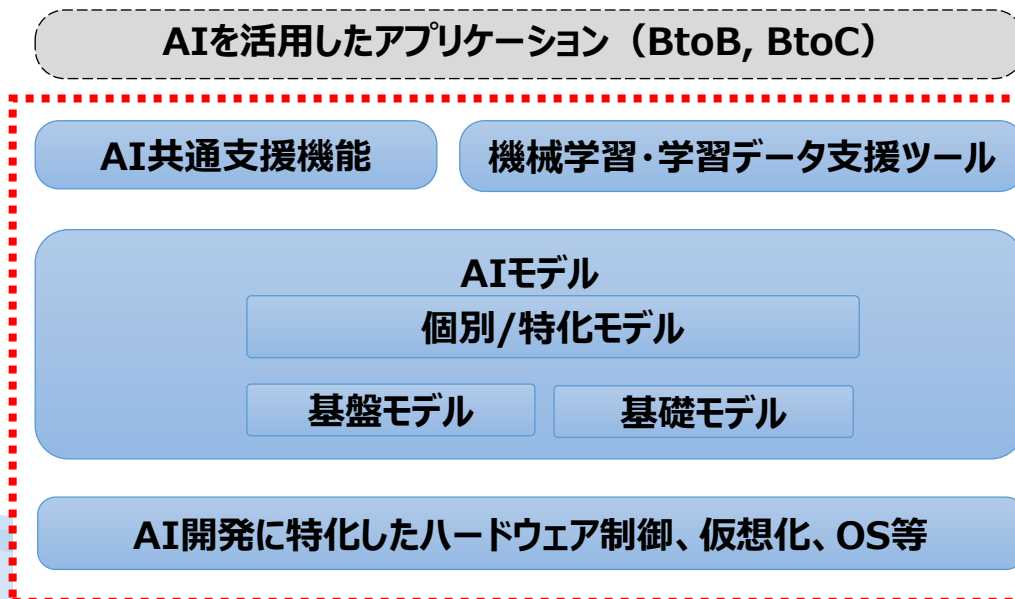 AIを活用したアプリケーション（BtoB, BtoC）
AI共通支援機能
機械学習・学習データ支援ツール
AIモデル
個別/特化モデル
基盤モデル
基礎モデル
AI開発に特化したハードウェア制御、仮想化、OS等